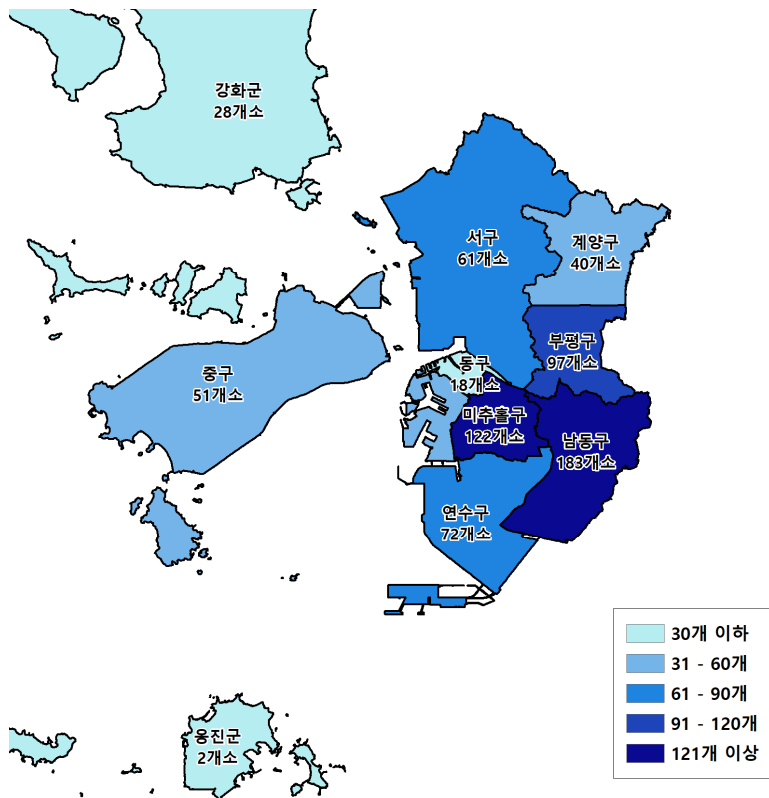 강화군
28개소
서구
61개소
계양구
40개소
부평구
97개소
중구
51개소
동구
18개소
미추홀구
122개소
남동구
183개소
연수구
72개소
옹진군
2개소
30개 이하
31 - 60개
61 - 90개
91 - 120개
121개 이상